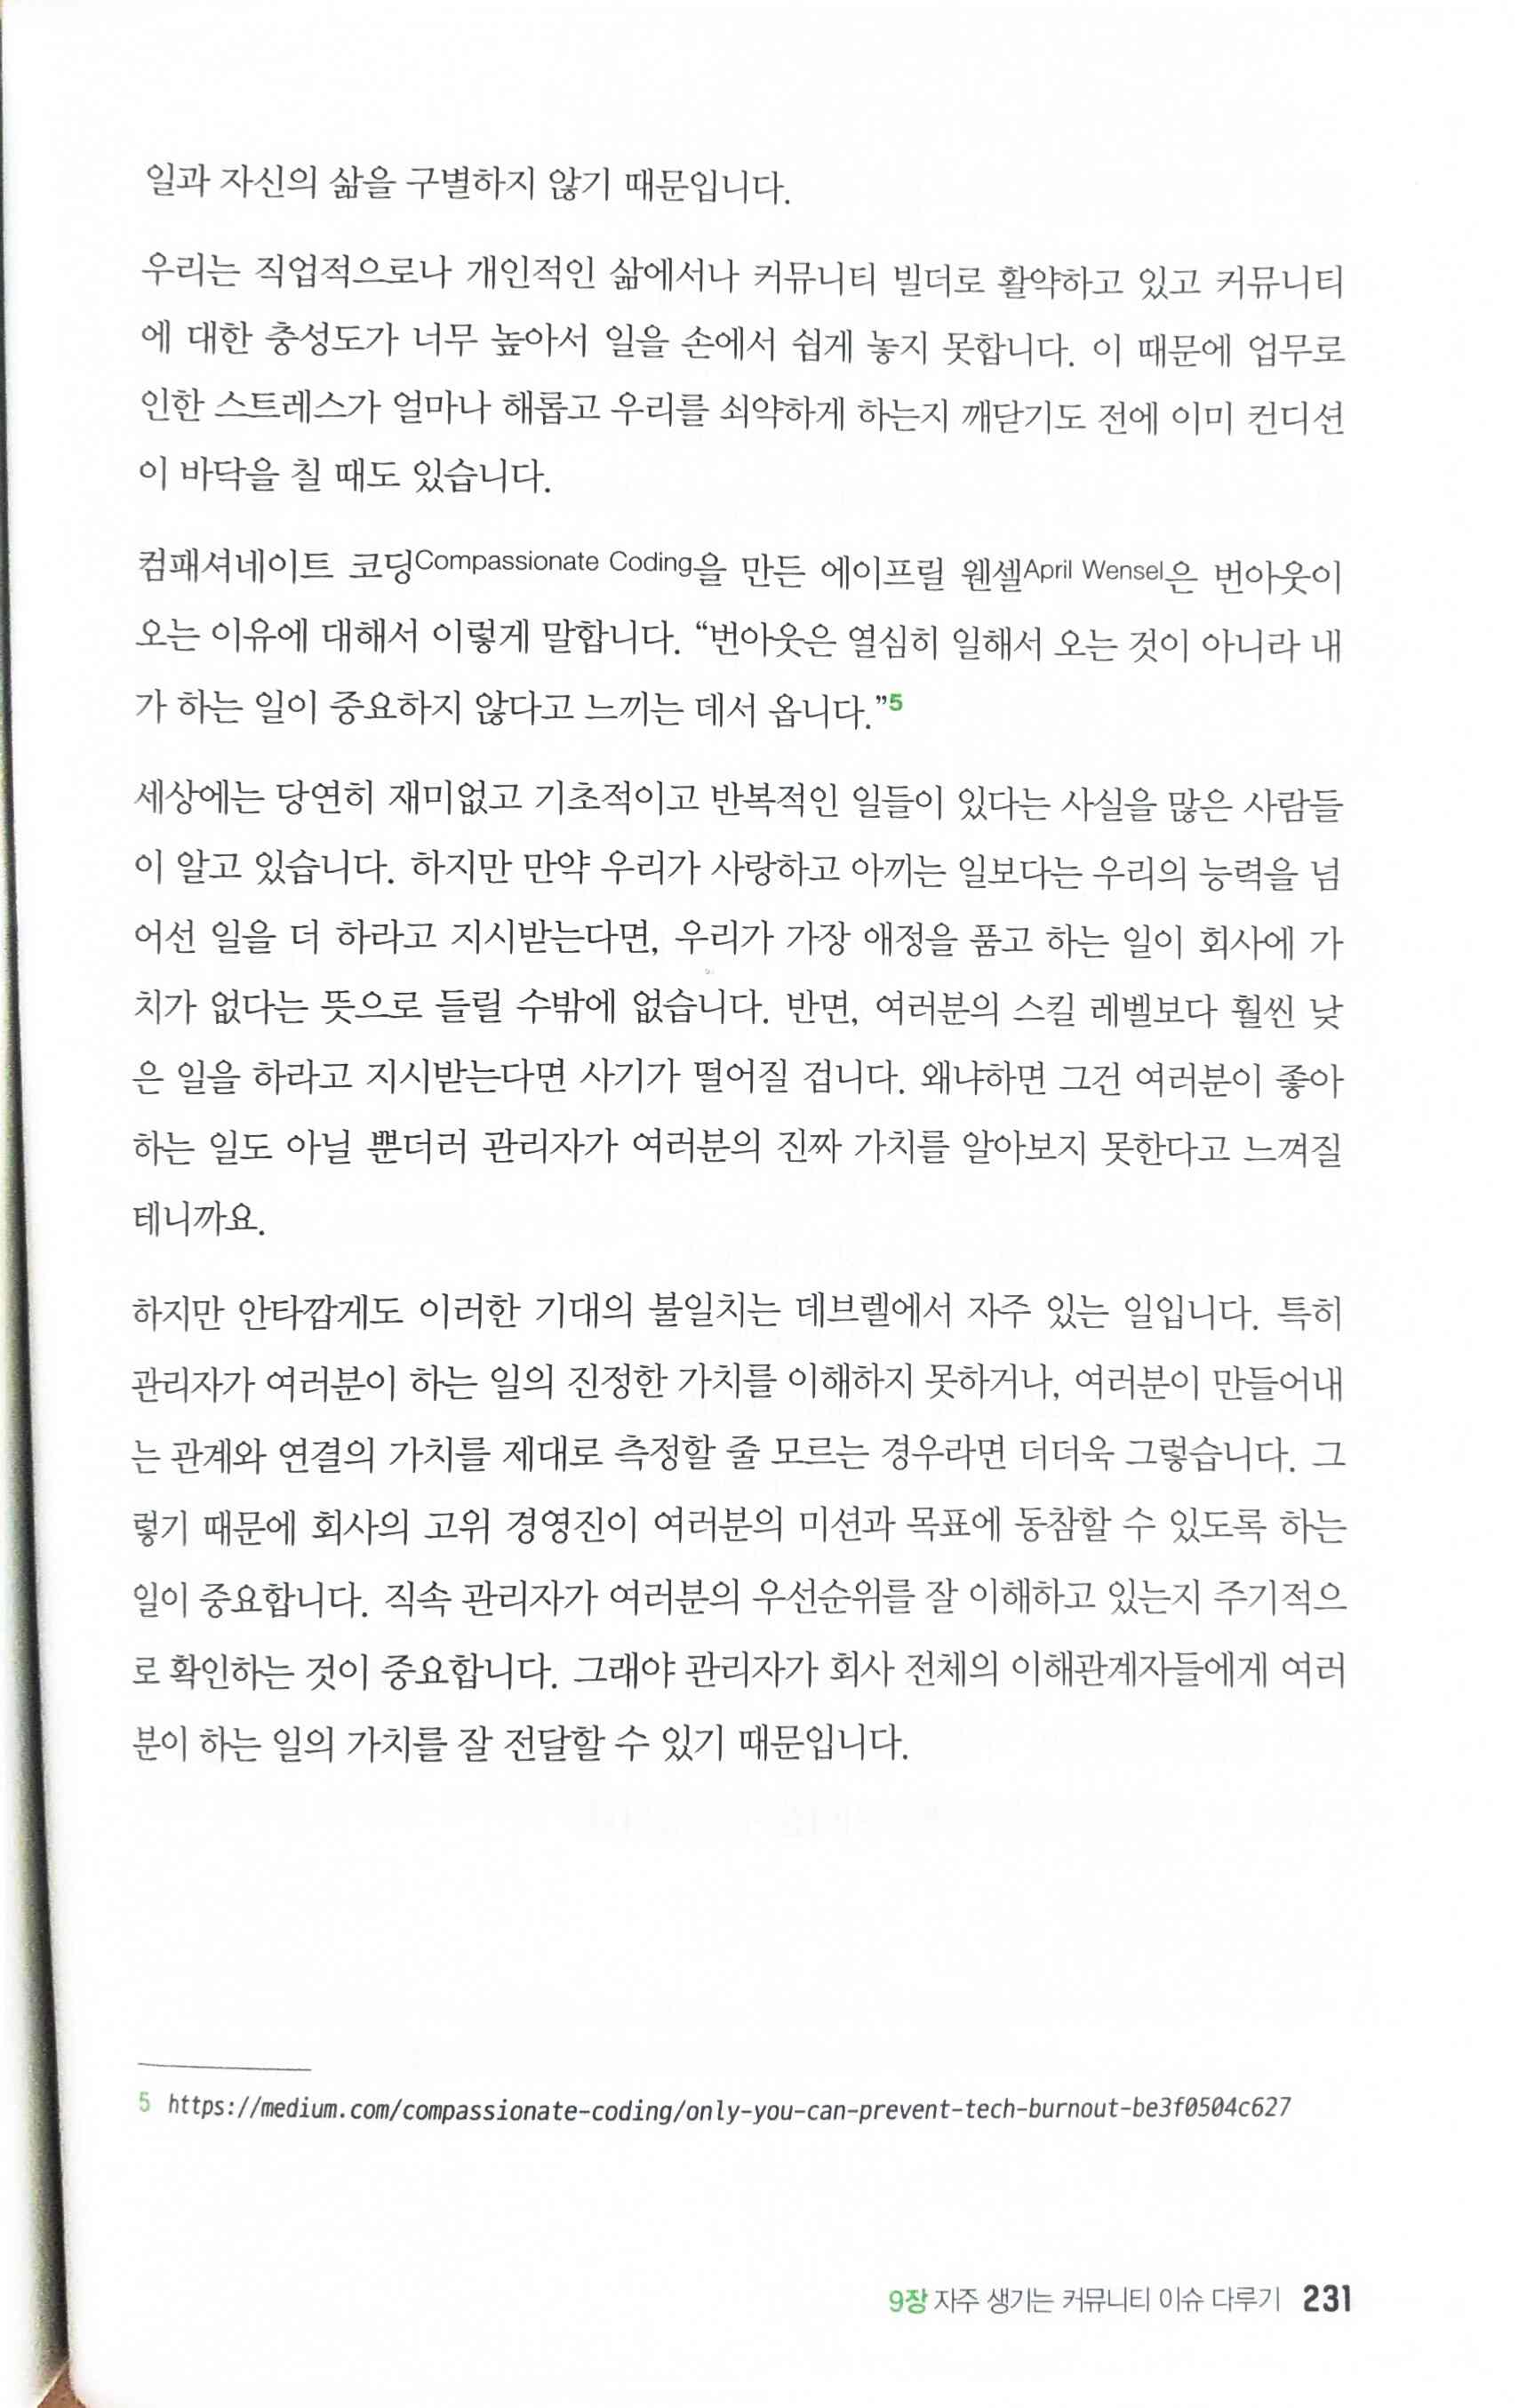 일과 자신의 삶을 구별하지 않기 때문입니다.
우리는 직업적으로나 개인적인 삶에서나 커뮤니티 빌더로 활약하고 있고 커뮤니티
에 대한 충성도가 너무 높아서 일을 손에서 쉽게 놓지 못합니다. 이 때문에 업무로
인한 스트레스가 얼마나 해롭고 우리를 쇠약하게 하는지 깨닫기도 전에 이미 컨디션
이 바닥을 칠 때도 있습니다.
컴패셔네이트 코딩Compassionate Coding을 만든 에이프릴 웬셀April Wensel은 번아웃이
오는 이유에 대해서 이렇게 말합니다. “번아웃은 열심히 일해서 오는 것이 아니라 내
가 하는 일이 중요하지 않다고 느끼는 데서 옵니다.”5
세상에는 당연히 재미없고 기초적이고 반복적인 일들이 있다는 사실을 많은 사람들
이 알고 있습니다. 하지만 만약 우리가 사랑하고 아끼는 일보다는 우리의 능력을 넘
어선 일을 더 하라고 지시받는다면, 우리가 가장 애정을 품고 하는 일이 회사에 가
치가 없다는 뜻으로 들릴 수밖에 없습니다. 반면, 여러분의 스킬 레벨보다 훨씬 낮
은 일을 하라고 지시받는다면 사기가 떨어질 겁니다. 왜냐하면 그건 여러분이 좋아
하는 일도 아닐 뿐더러 관리자가 여러분의 진짜 가치를 알아보지 못한다고 느껴질
테니까요.
하지만 안타깝게도 이러한 기대의 불일치는 데브렐에서 자주 있는 일입니다. 특히
관리자가 여러분이 하는 일의 진정한 가치를 이해하지 못하거나, 여러분이 만들어내
는 관계와 연결의 가치를 제대로 측정할 줄 모르는 경우라면 더더욱 그렇습니다. 그
렇기 때문에 회사의 고위 경영진이 여러분의 미션과 목표에 동참할 수 있도록 하는
일이 중요합니다. 직속 관리자가 여러분의 우선순위를 잘 이해하고 있는지 주기적으
로 확인하는 것이 중요합니다. 그래야 관리자가 회사 전체의 이해관계자들에게 여러
분이 하는 일의 가치를 잘 전달할 수 있기 때문입니다.
5 https://medium.com/compassionate-coding/only-you-can-prevent-tech-burnout-be3f0504c627
9장 자주 생기는 커뮤니티 이슈 다루기 231